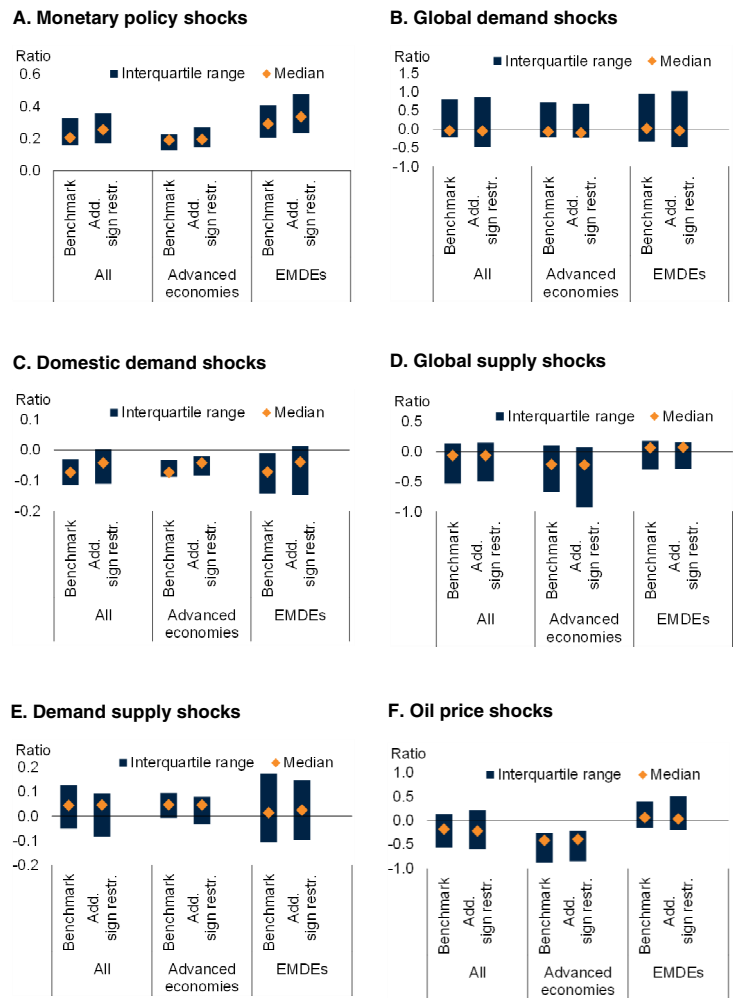 A. Monetary policy shocks
Ratio
Interquartile range Median
0.6
0.4
0.2
0.0
Benchmark
Add.
sign restr.
Benchmark
Add.
sign restr.
Benchmark
Add.
sign restr.
All
Advanced
economies
EMDEs
B. Global demand shocks
Ratio
Interquartile range Median
1.5
1.0
0.5
0.0
-0.5
-1.0
Benchmark
Add.
sign restr.
Benchmark
Add.
sign restr.
Benchmark
Add.
sign restr.
All
Advanced
economies
EMDEs
C. Domestic demand shocks
Ratio
Interquartile range Median
0.1
0.0
-0.1
-0.2
Benchmark
Add.
sign restr.
Benchmark
Add.
sign restr.
Benchmark
Add.
sign restr.
All
Advanced
economies
EMDEs
D. Global supply shocks
Ratio
Interquartile range Median
0.5
0.0
-0.5
-1.0
Benchmark
Add.
sign restr.
Benchmark
Add.
sign restr.
Benchmark
Add.
sign restr.
All
Advanced
economies
EMDEs
E. Demand supply shocks
Ratio
Interquartile range Median
0.2
0.1
0.0
-0.1
-0.2
Benchmark
Add.
sign restr.
Benchmark
Add.
sign restr.
Benchmark
Add.
sign restr.
All
Advanced
economies
EMDEs
F. Oil price shocks
Ratio
Interquartile range Median
1.0
0.5
0.0
-0.5
-1.0
Benchmark
Add.
sign restr.
Benchmark
Add.
sign restr.
Benchmark
Add.
sign restr.
All
Advanced
economies
EMDEs